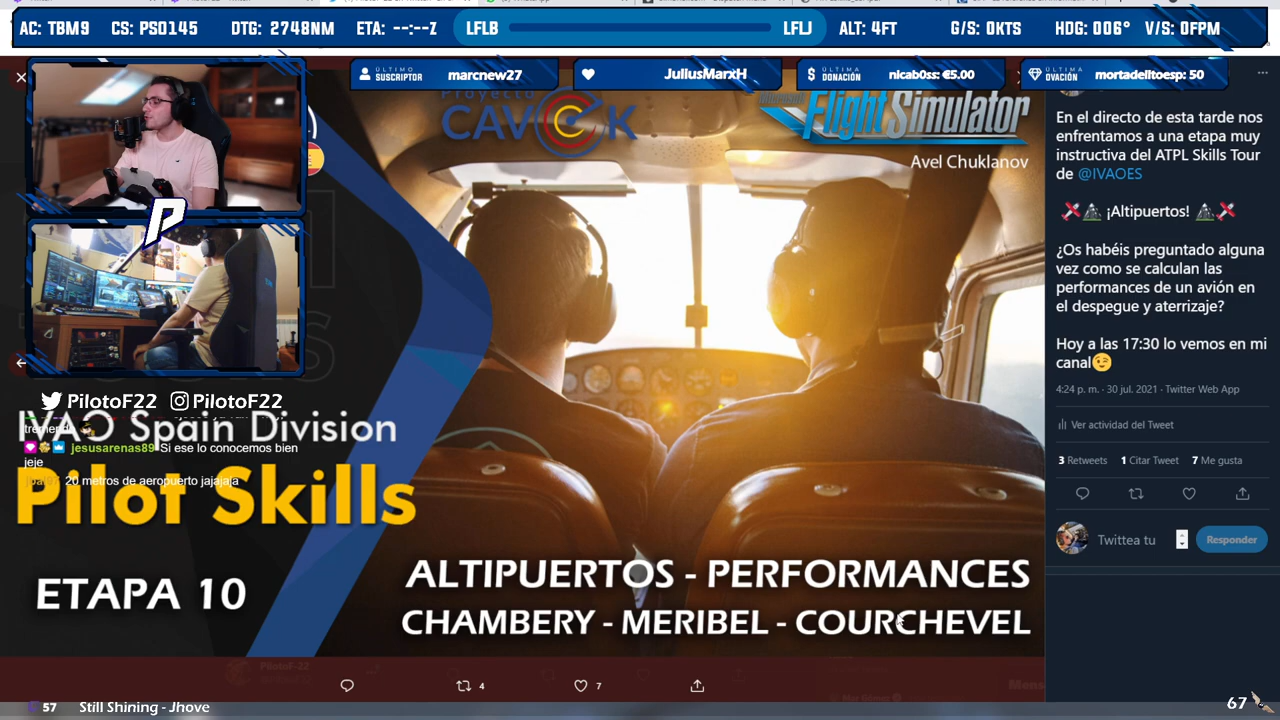 AC: TBM9 CS: PSO145 DTG: 2748NM ETA: --:--Z LFLB LFLJ ALT: 4FT G/S: 0KTS HDG: 006° V/S: 0FPM
ÚLTIMO SUSCRIPTOR marcnew27
JuliusMarxH
ÚLTIMA DONACIÓN nicab0ss: €5.00
ÚLTIMA OVACIÓN mortadelitoesp: 50
Proyecto
CAVOK
Flight Simulator
Avel Chuklanov
En el directo de esta tarde nos
enfrentamos a una etapa muy
instructiva del ATPL Skills Tour
de @IVAOES
¡Altipuertos!
¿Os habéis preguntado alguna
vez como se calculan las
performances de un avión en
el despegue y aterrizaje?
Hoy a las 17:30 lo vemos en mi
canal
4:24 p. m. · 30 jul. 2021 · Twitter Web App
Ver actividad del Tweet
3 Retweets 1 Citar Tweet 7 Me gusta
Twittea tu
Responder
PilotoF22 PilotoF22
IVAO Spain Division
jesusarenas89 Si ese lo conocemos bien
jeje
20 metros de aeropuerto jajajaja
Pilot Skills
ETAPA 10
ALTIPUERTOS - PERFORMANCES
CHAMBERY - MERIBEL - COURCHEVEL
PilotoF-22
4
7
57 Still Shining - Jhove
67